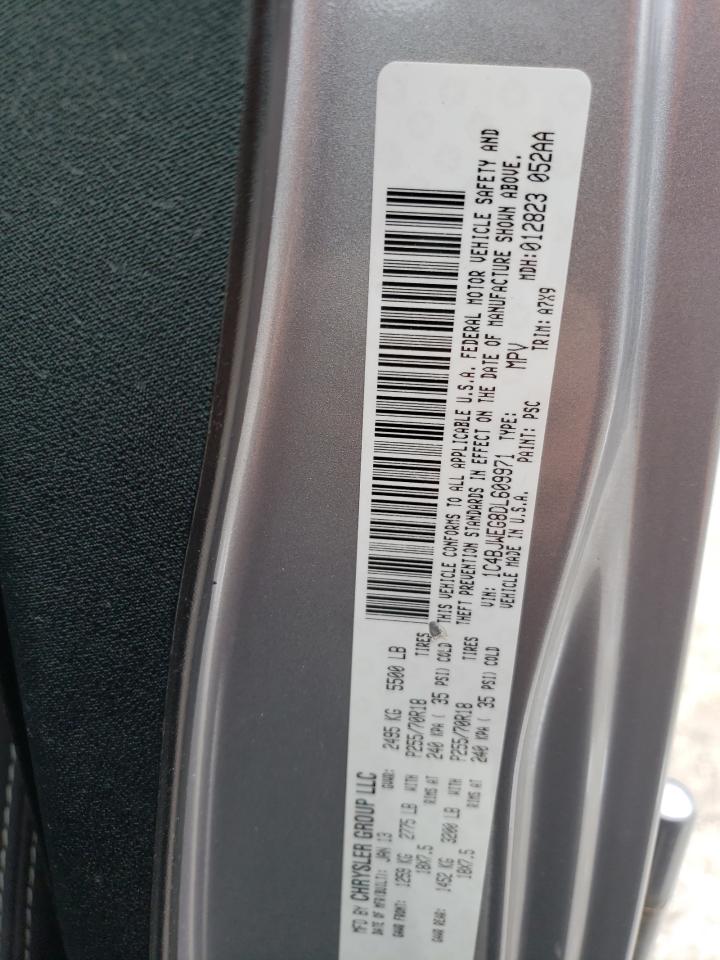 MFD BY CHRYSLER GROUP LLC
DATE OF MFR(BUILT): JAN 13 GVWR: 2495 KG 5500 LB
GAWR FRONT: 1259 KG 2775 LB WITH P255/70R18 TIRES
18X7.5 RIMS AT 240 KPA ( 35 PSI) COLD
GAWR REAR: 1452 KG 3200 LB WITH P255/70R18 TIRES
18X7.5 RIMS AT 240 KPA ( 35 PSI) COLD
THIS VEHICLE CONFORMS TO ALL APPLICABLE U.S.A. FEDERAL MOTOR VEHICLE SAFETY AND
THEFT PREVENTION STANDARDS IN EFFECT ON THE DATE OF MANUFACTURE SHOWN ABOVE.
VIN: 1C4BJWEG8DL609971 TYPE: MPV MDH: 012823 052AA
VEHICLE MADE IN U.S.A. PAINT: PSC TRIM: A7X9